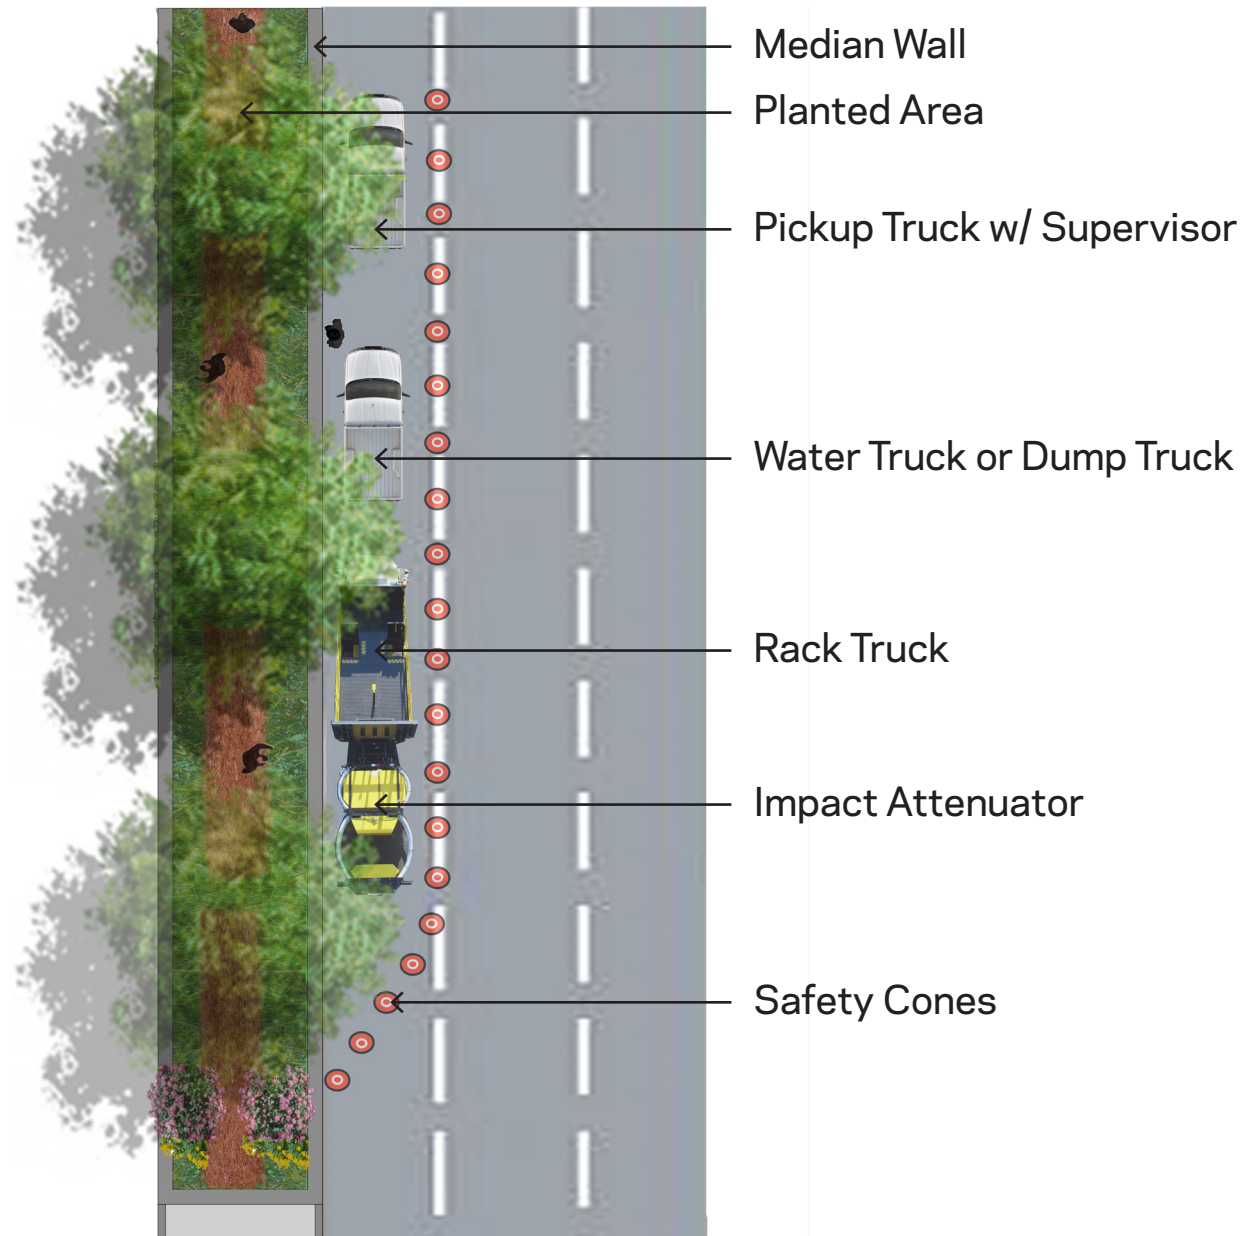 Median Wall
Planted Area
Pickup Truck w/ Supervisor
Water Truck or Dump Truck
Rack Truck
Impact Attenuator
Safety Cones